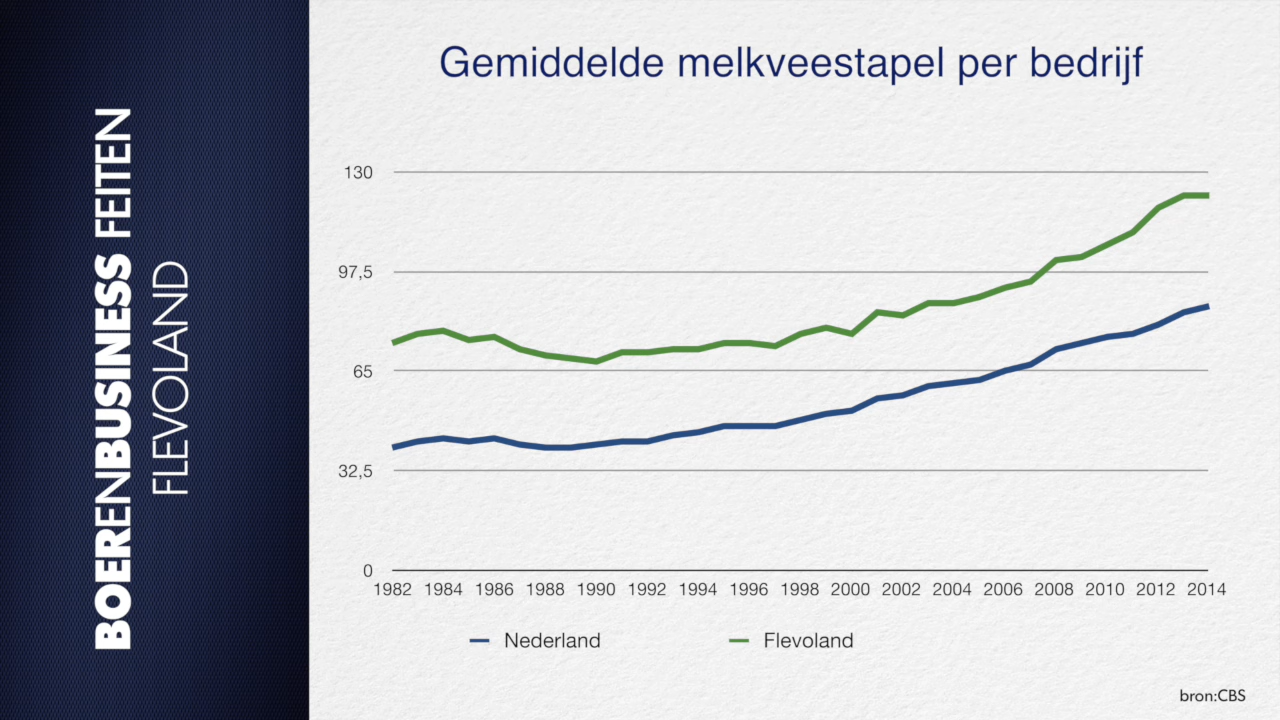 BOERENBUSINESS FEITEN
FLEVOLAND
Gemiddelde melkveestapel per bedrijf
130
97,5
65
32,5
0
1982 1984 1986 1988 1990 1992 1994 1996 1998 2000 2002 2004 2006 2008 2010 2012 2014
Nederland Flevoland
bron:CBS